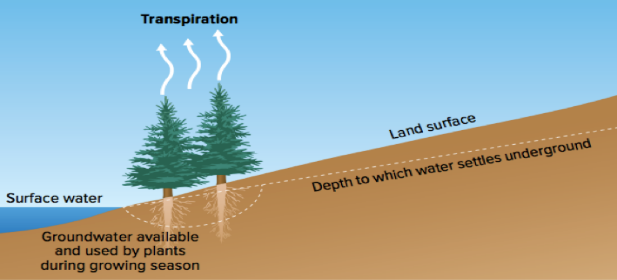 Transpiration
Land surface
Depth to which water settles underground
Surface water
Groundwater available
and used by plants
during growing season